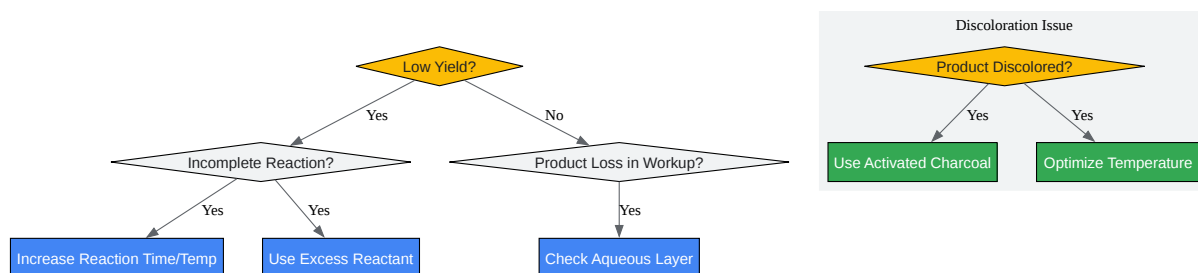 Discoloration Issue
Low Yield?
Product Discolored?
Yes
No
Yes
Yes
Incomplete Reaction?
Product Loss in Workup?
Use Activated Charcoal
Optimize Temperature
Yes
Yes
Yes
Increase Reaction Time/Temp
Use Excess Reactant
Check Aqueous Layer